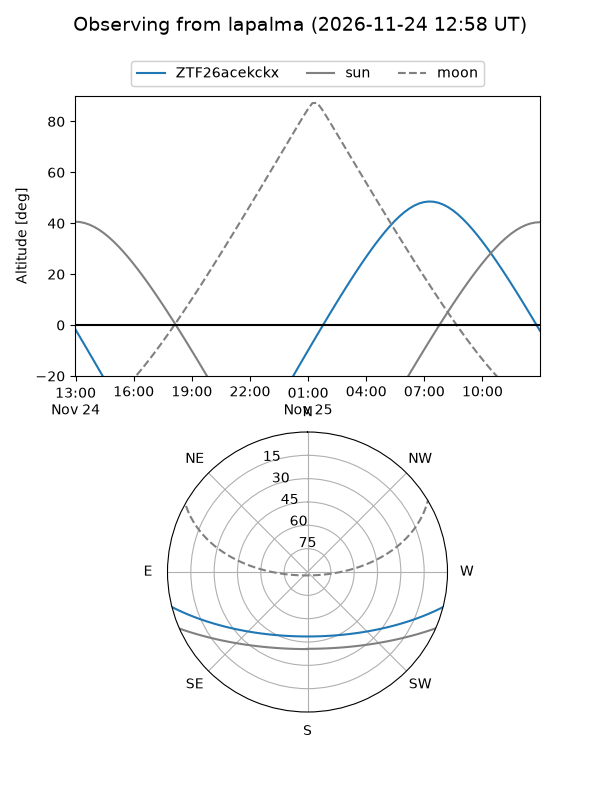 Observing from lapalma (2026-11-24 12:58 UT)
ZTF26acekckx sun moon
Altitude [deg]
80
60
40
20
0
−20
13:00 16:00 19:00 22:00 01:00 04:00 07:00 10:00
Nov 24 Nov 25
N
NE NW
15
30
45
60
75
E W
SE SW
S